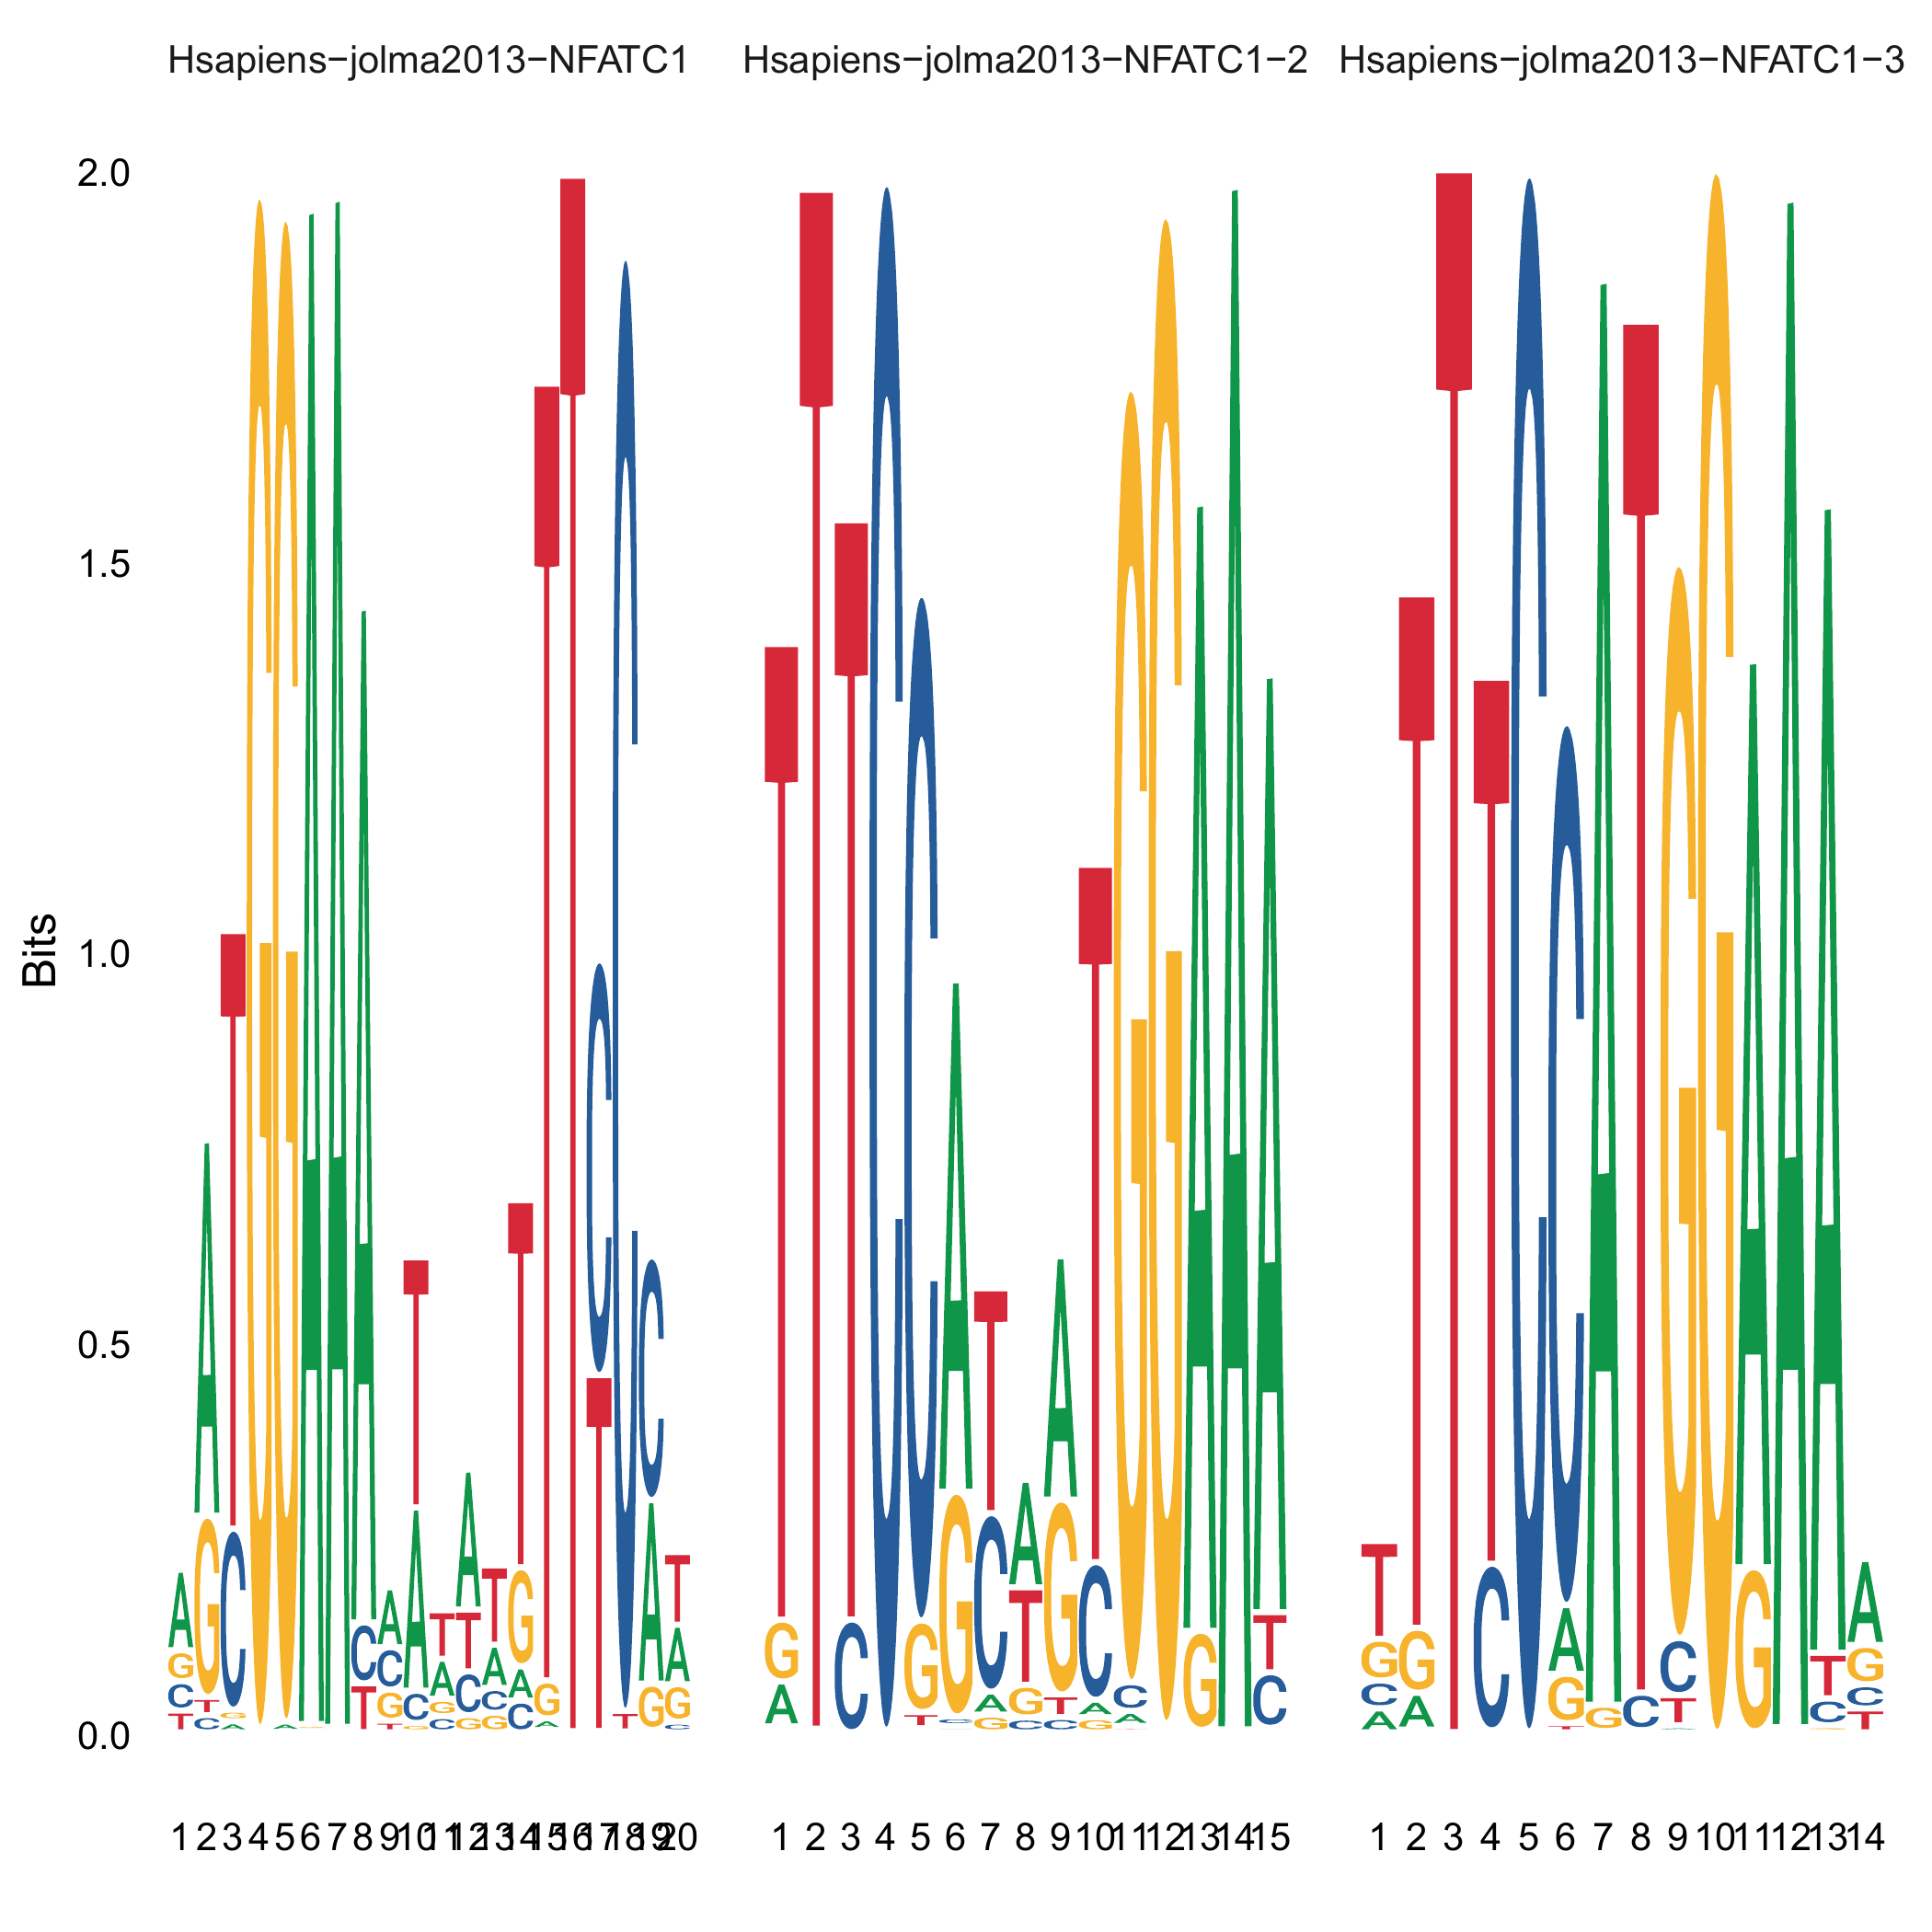 Hsapiens−jolma2013−NFATC1 Hsapiens−jolma2013−NFATC1−2 Hsapiens−jolma2013−NFATC1−3
2.0
1.5
1.0
0.5
0.0
Bits
1 2 3 4 5 6 7 8 9 10 11 12 13 14 15 16 17 18 19 20
1 2 3 4 5 6 7 8 9 10 11 12 13 14 15
1 2 3 4 5 6 7 8 9 10 11 12 13 14